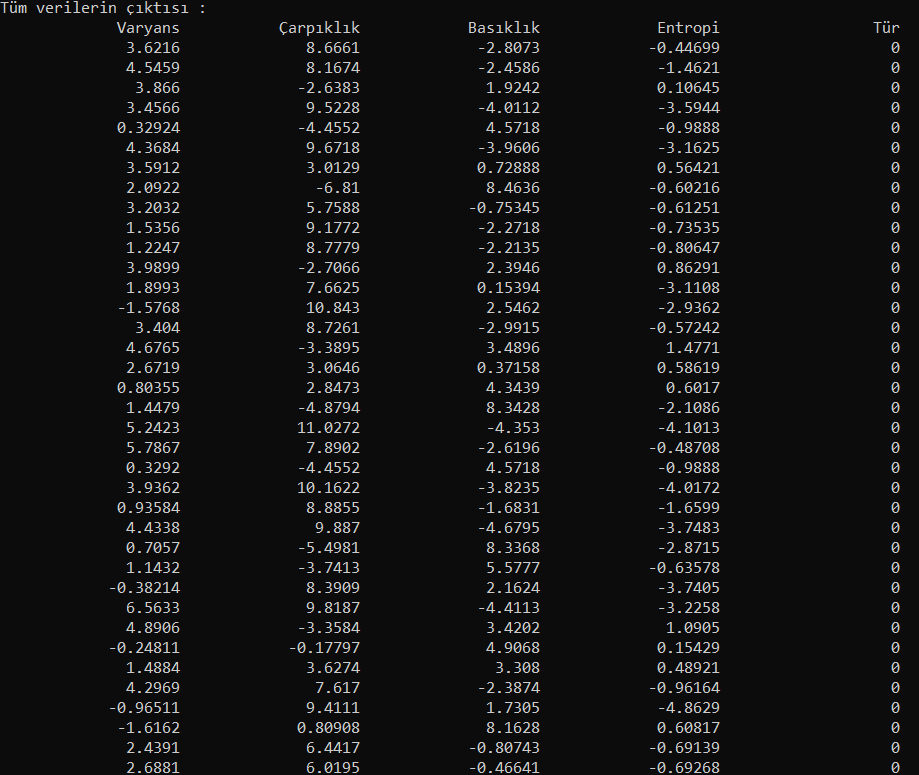 Tüm verilerin çıktısı :
Varyans Çarpıklık Basıklık Entropi Tür
3.6216 8.6661 -2.8073 -0.44699 0
4.5459 8.1674 -2.4586 -1.4621 0
3.866 -2.6383 1.9242 0.10645 0
3.4566 9.5228 -4.0112 -3.5944 0
0.32924 -4.4552 4.5718 -0.9888 0
4.3684 9.6718 -3.9606 -3.1625 0
3.5912 3.0129 0.72888 0.56421 0
2.0922 -6.81 8.4636 -0.60216 0
3.2032 5.7588 -0.75345 -0.61251 0
1.5356 9.1772 -2.2718 -0.73535 0
1.2247 8.7779 -2.2135 -0.80647 0
3.9899 -2.7066 2.3946 0.86291 0
1.8993 7.6625 0.15394 -3.1108 0
-1.5768 10.843 2.5462 -2.9362 0
3.404 8.7261 -2.9915 -0.57242 0
4.6765 -3.3895 3.4896 1.4771 0
2.6719 3.0646 0.37158 0.58619 0
0.80355 2.8473 4.3439 0.6017 0
1.4479 -4.8794 8.3428 -2.1086 0
5.2423 11.0272 -4.353 -4.1013 0
5.7867 7.8902 -2.6196 -0.48708 0
0.3292 -4.4552 4.5718 -0.9888 0
3.9362 10.1622 -3.8235 -4.0172 0
0.93584 8.8855 -1.6831 -1.6599 0
4.4338 9.887 -4.6795 -3.7483 0
0.7057 -5.4981 8.3368 -2.8715 0
1.1432 -3.7413 5.5777 -0.63578 0
-0.38214 8.3909 2.1624 -3.7405 0
6.5633 9.8187 -4.4113 -3.2258 0
4.8906 -3.3584 3.4202 1.0905 0
-0.24811 -0.17797 4.9068 0.15429 0
1.4884 3.6274 3.308 0.48921 0
4.2969 7.617 -2.3874 -0.96164 0
-0.96511 9.4111 1.7305 -4.8629 0
-1.6162 0.80908 8.1628 0.60817 0
2.4391 6.4417 -0.80743 -0.69139 0
2.6881 6.0195 -0.46641 -0.69268 0